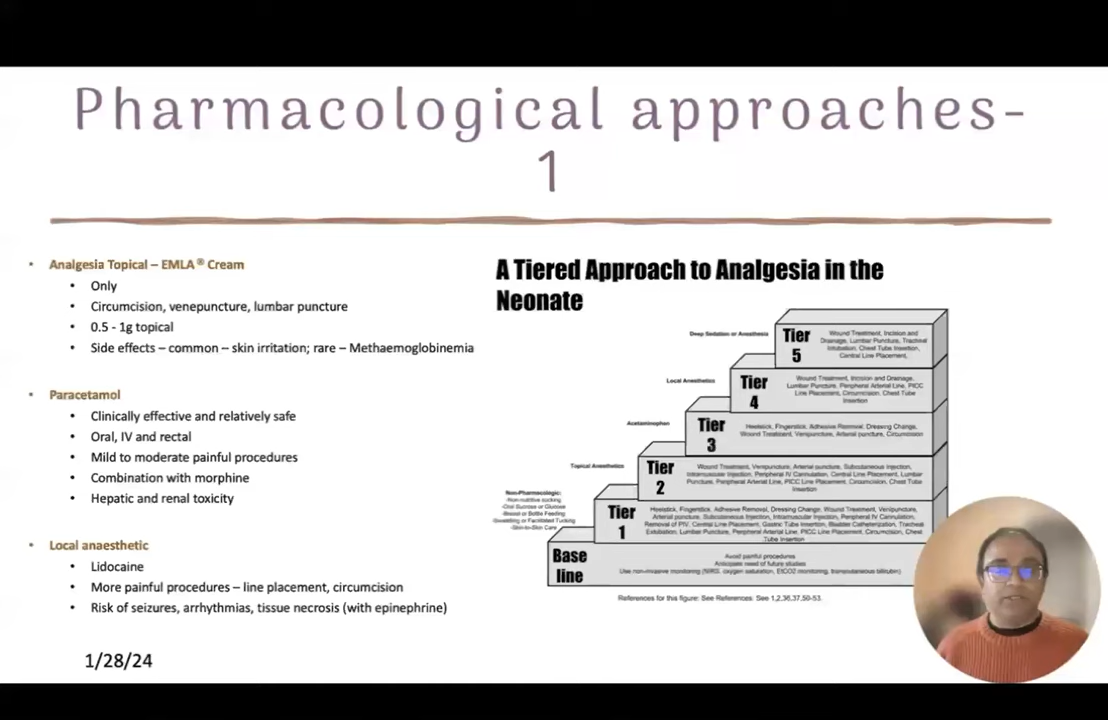 Pharmacological approaches-
1
• Analgesia Topical – EMLA® Cream
• Only
• Circumcision, venepuncture, lumbar puncture
• 0.5 - 1g topical
• Side effects – common – skin irritation; rare – Methaemoglobinemia
• Paracetamol
• Clinically effective and relatively safe
• Oral, IV and rectal
• Mild to moderate painful procedures
• Combination with morphine
• Hepatic and renal toxicity
• Local anaesthetic
• Lidocaine
• More painful procedures – line placement, circumcision
• Risk of seizures, arrhythmias, tissue necrosis (with epinephrine)
1/28/24
A Tiered Approach to Analgesia in the
Neonate
Deep Sedation or Anesthesia
Tier
5
Wound Treatment, Incision and
Drainage, Lumbar Puncture, Tracheal
Intubation, Chest Tube Insertion,
Central Line Placement,
Local Anesthetics
Tier
4
Wound Treatment, Incision and Drainage,
Lumbar Puncture, Peripheral Arterial Line, PICC
Line Placement, Circumcision, Chest Tube
Insertion
Acetaminophen
Tier
3
Heelstick, Fingerstick, Adhesive Removal, Dressing Change,
Wound Treatment, Venipuncture, Arterial puncture, Circumcision
Topical Anesthetics
Tier
2
Wound Treatment, Venipuncture, Arterial puncture, Subcutaneous Injection,
Intramuscular Injection, Peripheral IV Cannulation, Central Line Placement, Lumbar
Puncture, Peripheral Arterial Line, PICC Line Placement, Circumcision, Chest Tube
Insertion
Non-Pharmacologic:
-Non-nutritive sucking
-Oral Sucrose or Glucose
-Breast or Bottle Feeding
-Swaddling or Facilitated Tucking
-Skin-to-Skin Care
Tier
1
Heelstick, Fingerstick, Adhesive Removal, Dressing Change, Wound Treatment, Venipuncture,
Arterial puncture, Subcutaneous Injection, Intramuscular Injection, Peripheral IV Cannulation,
Removal of PIV, Central Line Placement, Gastric Tube Insertion, Bladder Catheterization, Tracheal
Extubation, Lumbar Puncture, Peripheral Arterial Line, PICC Line Placement, Circumcision, Chest
Tube Insertion
Base
line
Avoid painful procedures
Anticipate need of future studies
Use non-invasive monitoring (NIRS, oxygen saturation, EtCO2 monitoring, transcutaneous bilirubin)
References for this figure: See References: See 1,2,36,37,50-53.